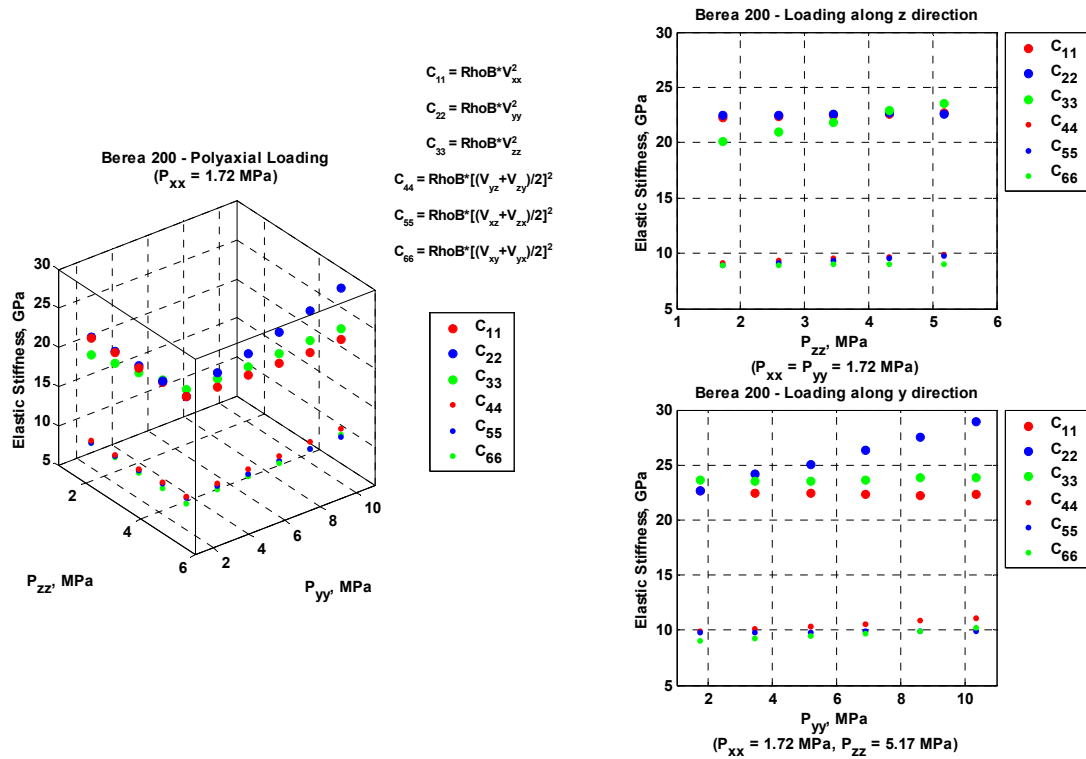 C11 = RhoB*V²xx
C22 = RhoB*V²yy
C33 = RhoB*V²zz
C44 = RhoB*[(Vyz+Vzy)/2]²
C55 = RhoB*[(Vxz+Vzx)/2]²
C66 = RhoB*[(Vxy+Vyx)/2]²
Berea 200 - Polyaxial Loading
(Pxx = 1.72 MPa)
Elastic Stiffness, GPa
30
25
20
15
10
5
2
4
6
Pzz, MPa
2
4
6
8
10
Pyy, MPa
C11
C22
C33
C44
C55
C66
Berea 200 - Loading along z direction
Elastic Stiffness, GPa
30
25
20
15
10
5
1
2
3
4
5
6
Pzz, MPa
(Pxx = Pyy = 1.72 MPa)
C11
C22
C33
C44
C55
C66
Berea 200 - Loading along y direction
Elastic Stiffness, GPa
30
25
20
15
10
5
2
4
6
8
10
Pyy, MPa
(Pxx = 1.72 MPa, Pzz = 5.17 MPa)
C11
C22
C33
C44
C55
C66